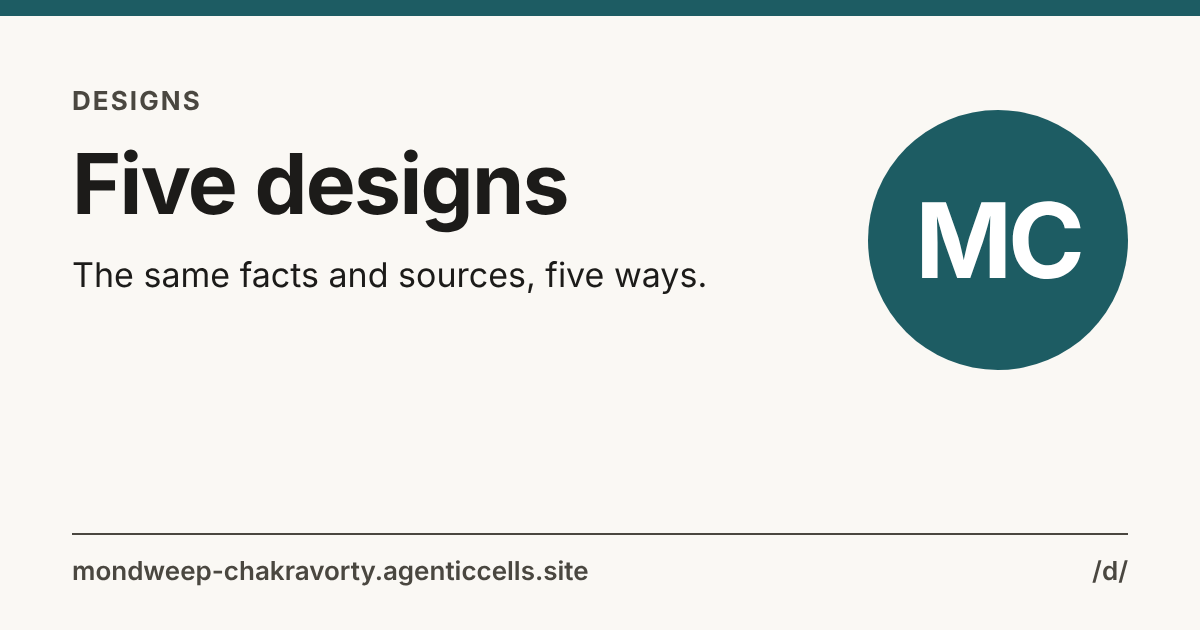 DESIGNS
Five designs
The same facts and sources, five ways.
MC
mondweep-chakravorty.agenticcells.site
/d/